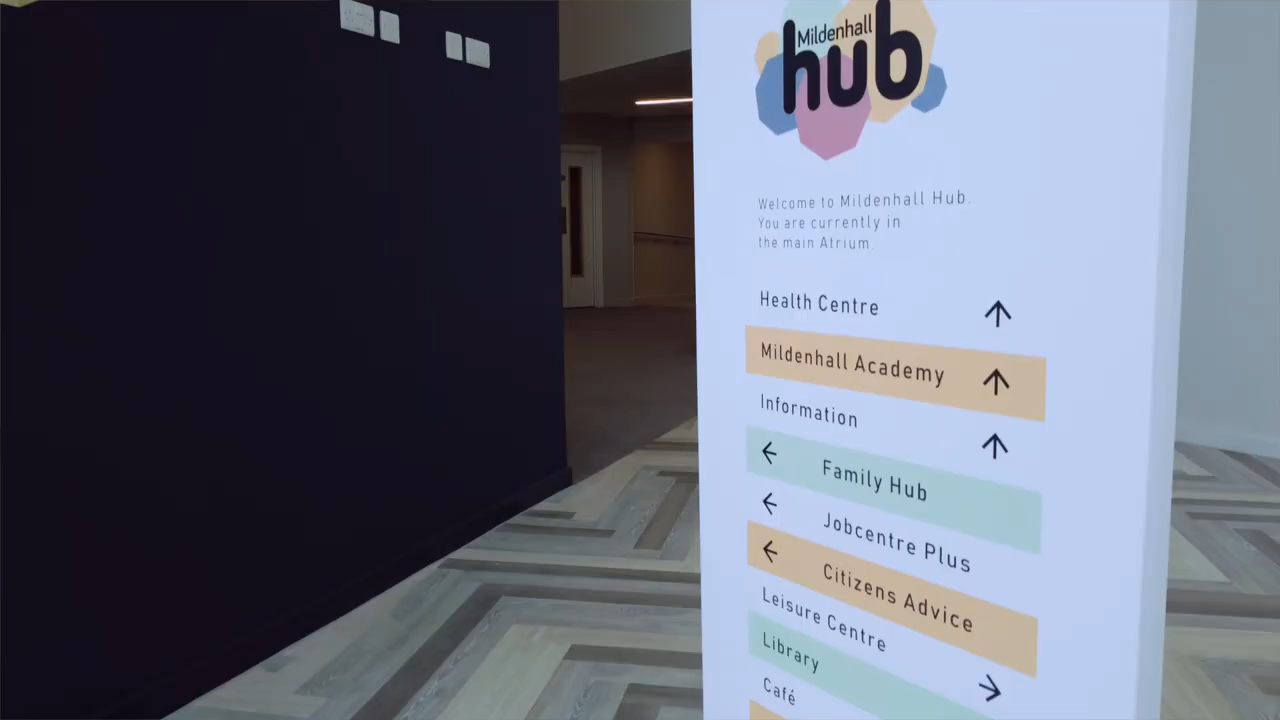 Mildenhall
hub
Welcome to Mildenhall Hub.
You are currently in
the main Atrium.
Health Centre ↑
Mildenhall Academy ↑
Information ↑
← Family Hub
← Jobcentre Plus
← Citizens Advice
Leisure Centre →
Library
Café